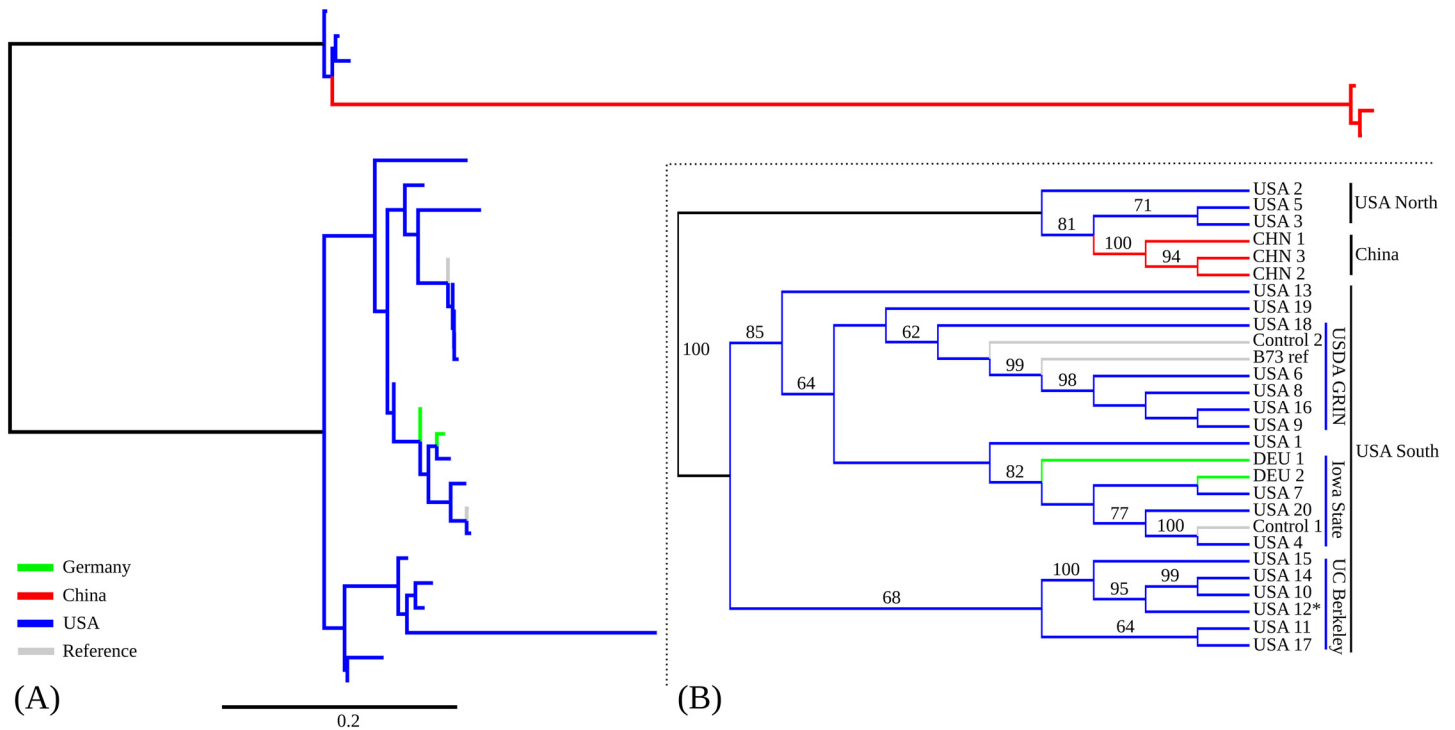 Germany
China
USA
Reference
(A)
0.2
(B)
100
81
71
100
94
85
64
62
99
98
82
77
100
68
100
95
99
64
USA 2
USA 5
USA 3
CHN 1
CHN 3
CHN 2
USA 13
USA 19
USA 18
Control 2
B73 ref
USA 6
USA 8
USA 16
USA 9
USA 1
DEU 1
DEU 2
USA 7
USA 20
Control 1
USA 4
USA 15
USA 14
USA 10
USA 12*
USA 11
USA 17
USDA GRIN
Iowa State
UC Berkeley
USA North
China
USA South